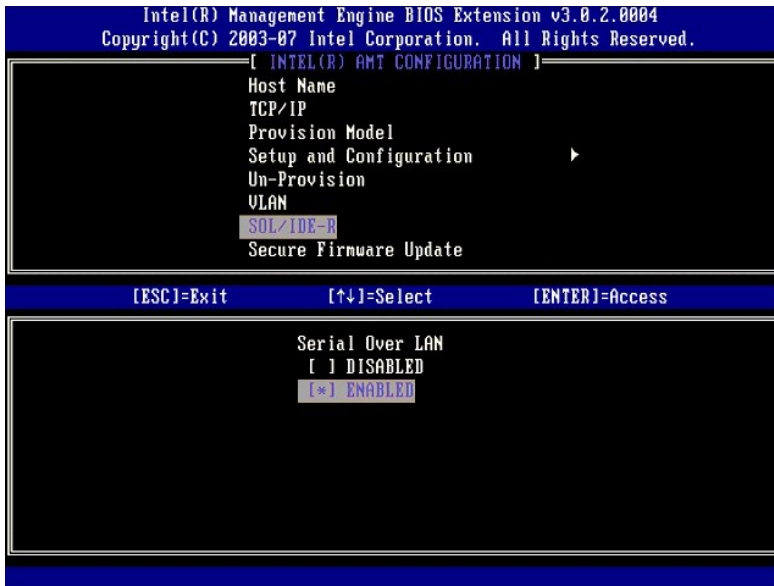 Intel(R) Management Engine BIOS Extension v3.0.2.0004
Copyright(C) 2003-07 Intel Corporation. All Rights Reserved.
[ INTEL(R) AMT CONFIGURATION ]
Host Name
TCP/IP
Provision Model
Setup and Configuration
Un-Provision
VLAN
SOL/IDE-R
Secure Firmware Update
[ESC]=Exit [↑↓]=Select [ENTER]=Access
Serial Over LAN
[ ] DISABLED
[*] ENABLED